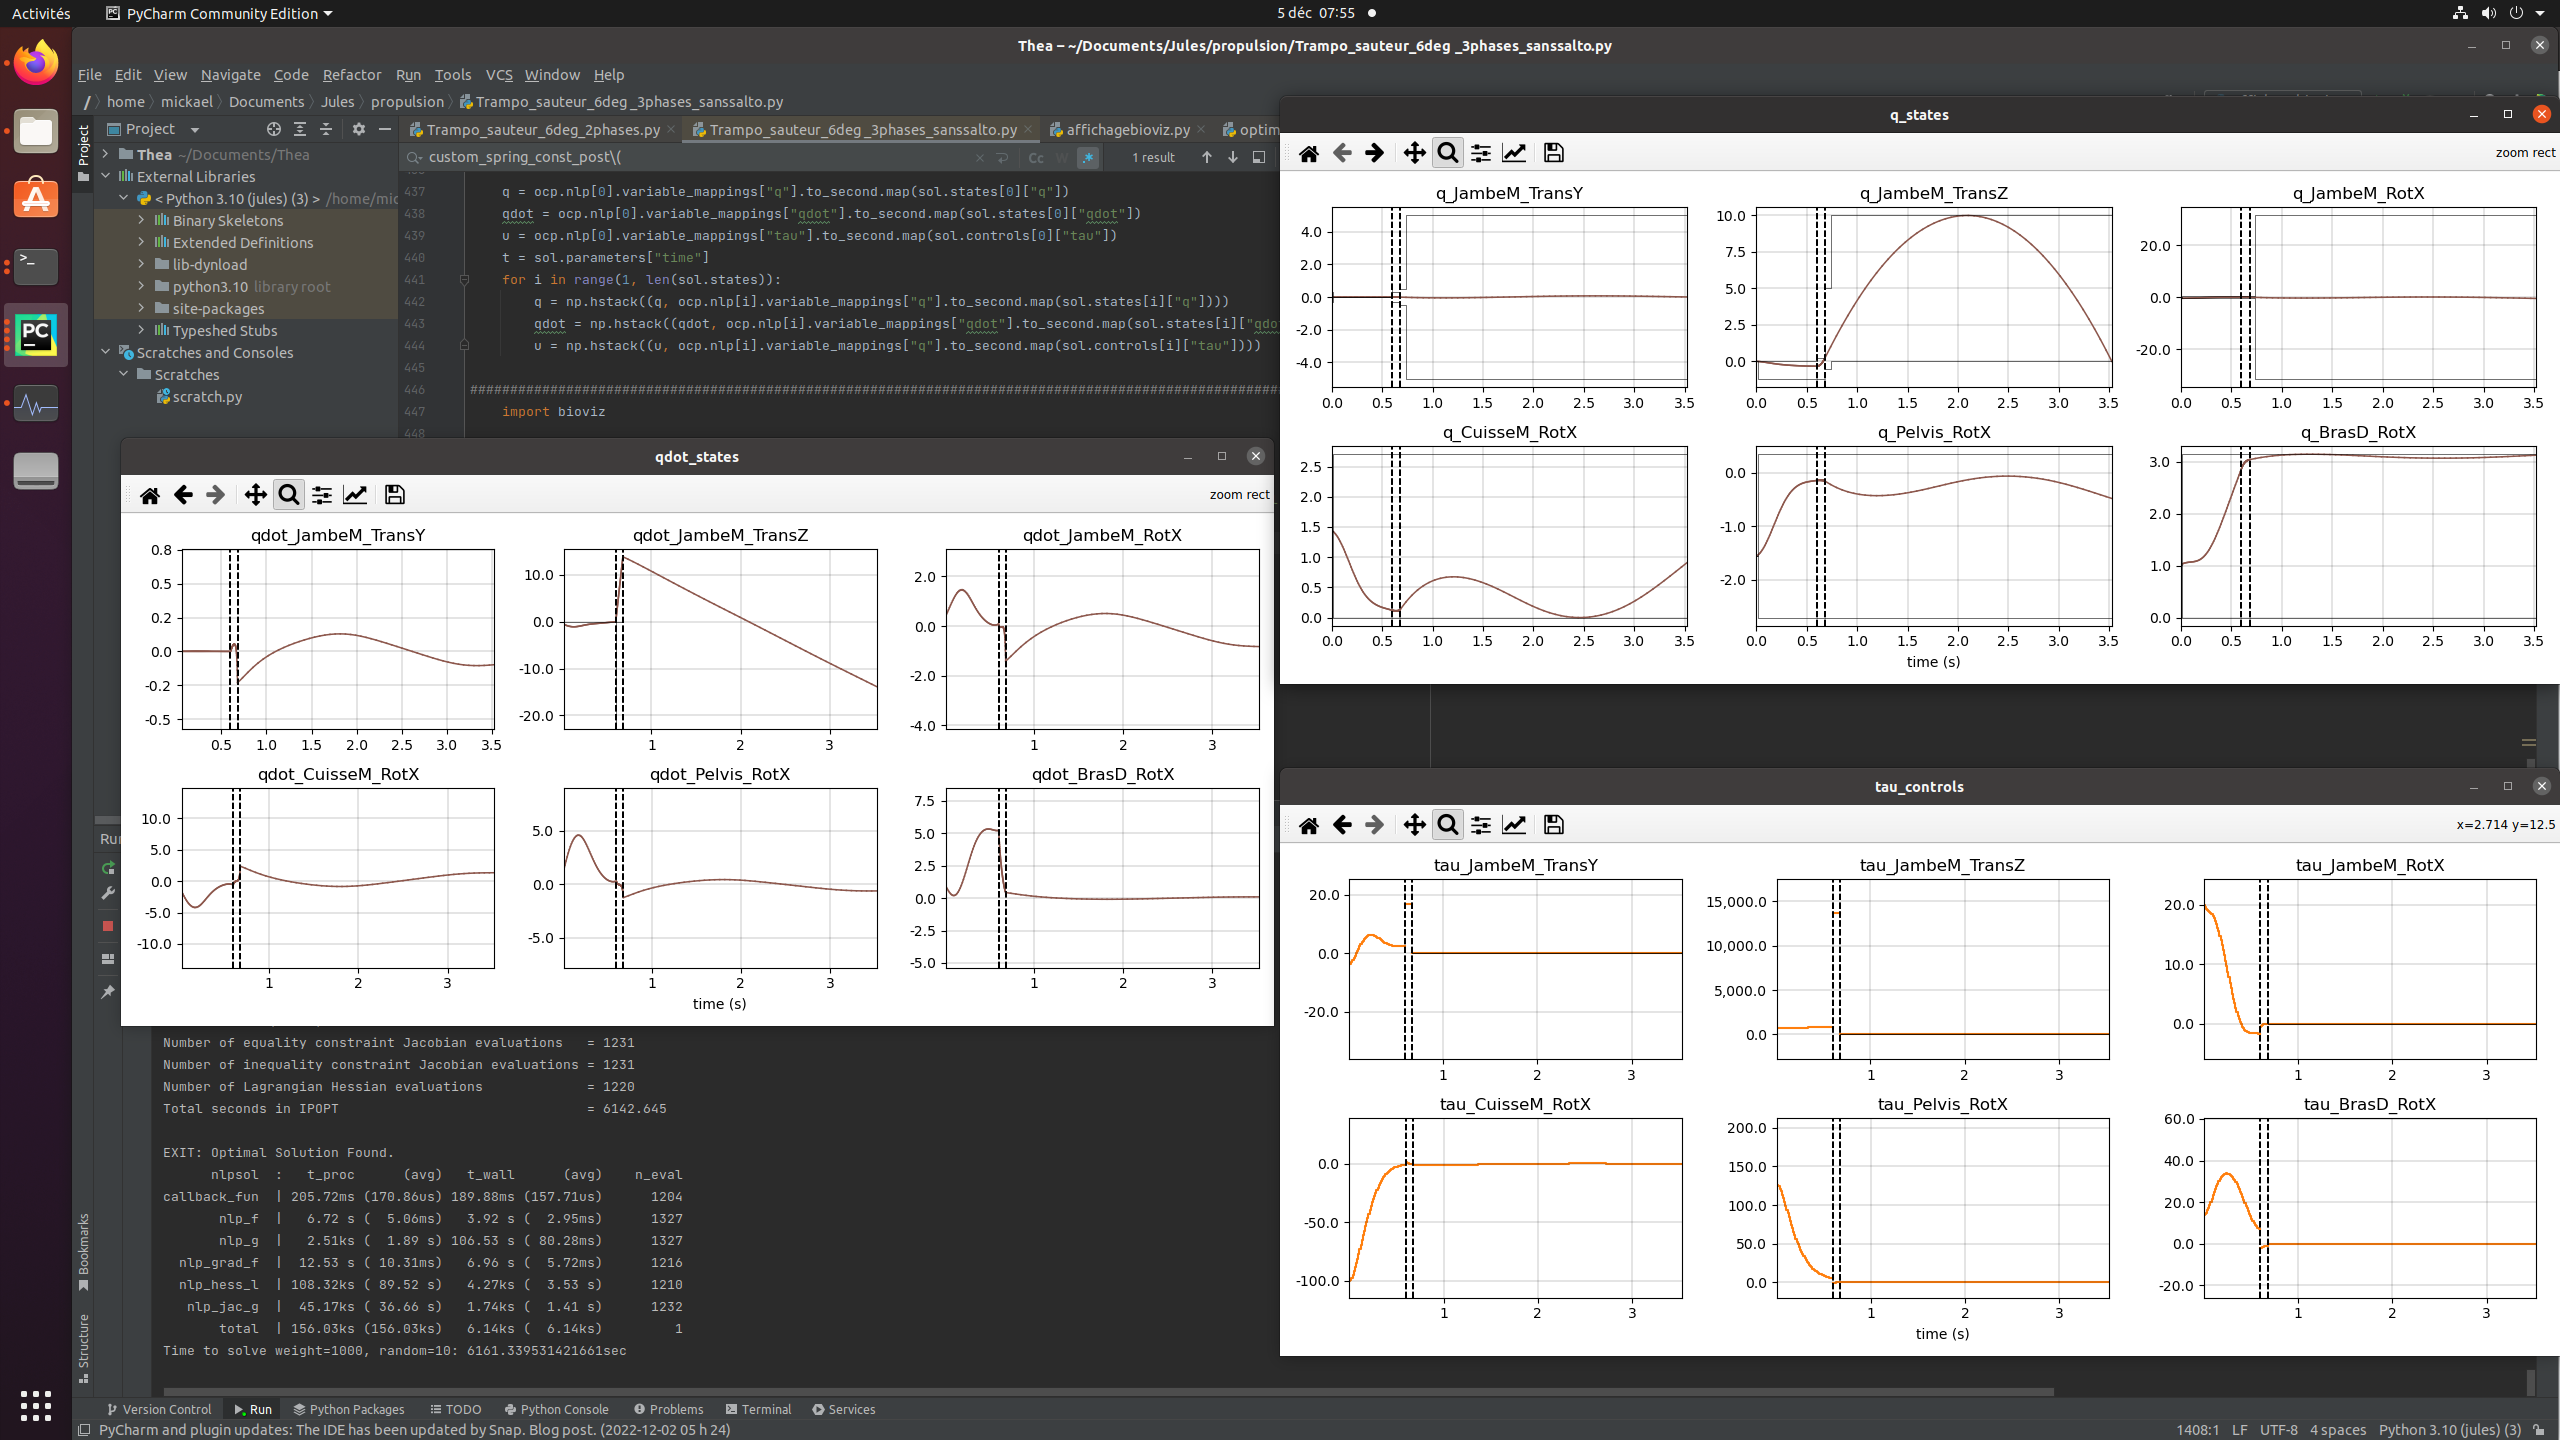 Activités
PyCharm Community Edition
5 déc 07:55
Thea – ~/Documents/Jules/propulsion/Trampo_sauteur_6deg _3phases_sanssalto.py
File Edit View Navigate Code Refactor Run Tools VCS Window Help
/ home mickael Documents Jules propulsion Trampo_sauteur_6deg _3phases_sanssalto.py
Project
Project
Trampo_sauteur_6deg_2phases.py
Trampo_sauteur_6deg _3phases_sanssalto.py
affichagebioviz.py
optim
custom_spring_const_post\(
Cc W .*
1 result
Thea ~/Documents/Thea
External Libraries
< Python 3.10 (jules) (3) > /home/mic
Binary Skeletons
Extended Definitions
lib-dynload
python3.10 library root
site-packages
Typeshed Stubs
Scratches and Consoles
Scratches
scratch.py
437 q = ocp.nlp[0].variable_mappings["q"].to_second.map(sol.states[0]["q"])
438 qdot = ocp.nlp[0].variable_mappings["qdot"].to_second.map(sol.states[0]["qdot"])
439 u = ocp.nlp[0].variable_mappings["tau"].to_second.map(sol.controls[0]["tau"])
440 t = sol.parameters["time"]
441 for i in range(1, len(sol.states)):
442 q = np.hstack((q, ocp.nlp[i].variable_mappings["q"].to_second.map(sol.states[i]["q"])))
443 qdot = np.hstack((qdot, ocp.nlp[i].variable_mappings["qdot"].to_second.map(sol.states[i]["qdo
444 u = np.hstack((u, ocp.nlp[i].variable_mappings["q"].to_second.map(sol.controls[i]["tau"])))
445
446
447 import bioviz
448
q_states
zoom rect
q_JambeM_TransY
4.0
2.0
0.0
-2.0
-4.0
0.0 0.5 1.0 1.5 2.0 2.5 3.0 3.5
q_JambeM_TransZ
10.0
7.5
5.0
2.5
0.0
0.0 0.5 1.0 1.5 2.0 2.5 3.0 3.5
q_JambeM_RotX
20.0
0.0
-20.0
0.0 0.5 1.0 1.5 2.0 2.5 3.0 3.5
q_CuisseM_RotX
2.5
2.0
1.5
1.0
0.5
0.0
0.0 0.5 1.0 1.5 2.0 2.5 3.0 3.5
q_Pelvis_RotX
0.0
-1.0
-2.0
0.0 0.5 1.0 1.5 2.0 2.5 3.0 3.5
time (s)
q_BrasD_RotX
3.0
2.0
1.0
0.0
0.0 0.5 1.0 1.5 2.0 2.5 3.0 3.5
qdot_states
zoom rect
qdot_JambeM_TransY
0.8
0.5
0.2
0.0
-0.2
-0.5
0.5 1.0 1.5 2.0 2.5 3.0 3.5
qdot_JambeM_TransZ
10.0
0.0
-10.0
-20.0
1 2 3
qdot_JambeM_RotX
2.0
0.0
-2.0
-4.0
1 2 3
qdot_CuisseM_RotX
10.0
5.0
0.0
-5.0
-10.0
1 2 3
qdot_Pelvis_RotX
5.0
0.0
-5.0
1 2 3
time (s)
qdot_BrasD_RotX
7.5
5.0
2.5
0.0
-2.5
-5.0
1 2 3
tau_controls
x=2.714 y=12.5
tau_JambeM_TransY
20.0
0.0
-20.0
1 2 3
tau_JambeM_TransZ
15,000.0
10,000.0
5,000.0
0.0
1 2 3
tau_JambeM_RotX
20.0
10.0
0.0
1 2 3
tau_CuisseM_RotX
0.0
-50.0
-100.0
1 2 3
tau_Pelvis_RotX
200.0
150.0
100.0
50.0
0.0
1 2 3
time (s)
tau_BrasD_RotX
60.0
40.0
20.0
0.0
-20.0
1 2 3
Run
Number of equality constraint Jacobian evaluations = 1231
Number of inequality constraint Jacobian evaluations = 1231
Number of Lagrangian Hessian evaluations = 1220
Total seconds in IPOPT = 6142.645
EXIT: Optimal Solution Found.
nlpsol : t_proc (avg) t_wall (avg) n_eval
callback_fun | 205.72ms (170.86us) 189.88ms (157.71us) 1204
nlp_f | 6.72 s ( 5.06ms) 3.92 s ( 2.95ms) 1327
nlp_g | 2.51ks ( 1.89 s) 106.53 s ( 80.28ms) 1327
nlp_grad_f | 12.53 s ( 10.31ms) 6.96 s ( 5.72ms) 1216
nlp_hess_l | 108.32ks ( 89.52 s) 4.27ks ( 3.53 s) 1210
nlp_jac_g | 45.17ks ( 36.66 s) 1.74ks ( 1.41 s) 1232
total | 156.03ks (156.03ks) 6.14ks ( 6.14ks) 1
Time to solve weight=1000, random=10: 6161.339531421661sec
Bookmarks
Structure
Version Control Run Python Packages TODO Python Console Problems Terminal Services
PyCharm and plugin updates: The IDE has been updated by Snap. Blog post. (2022-12-02 05 h 24)
1408:1 LF UTF-8 4 spaces Python 3.10 (jules) (3)